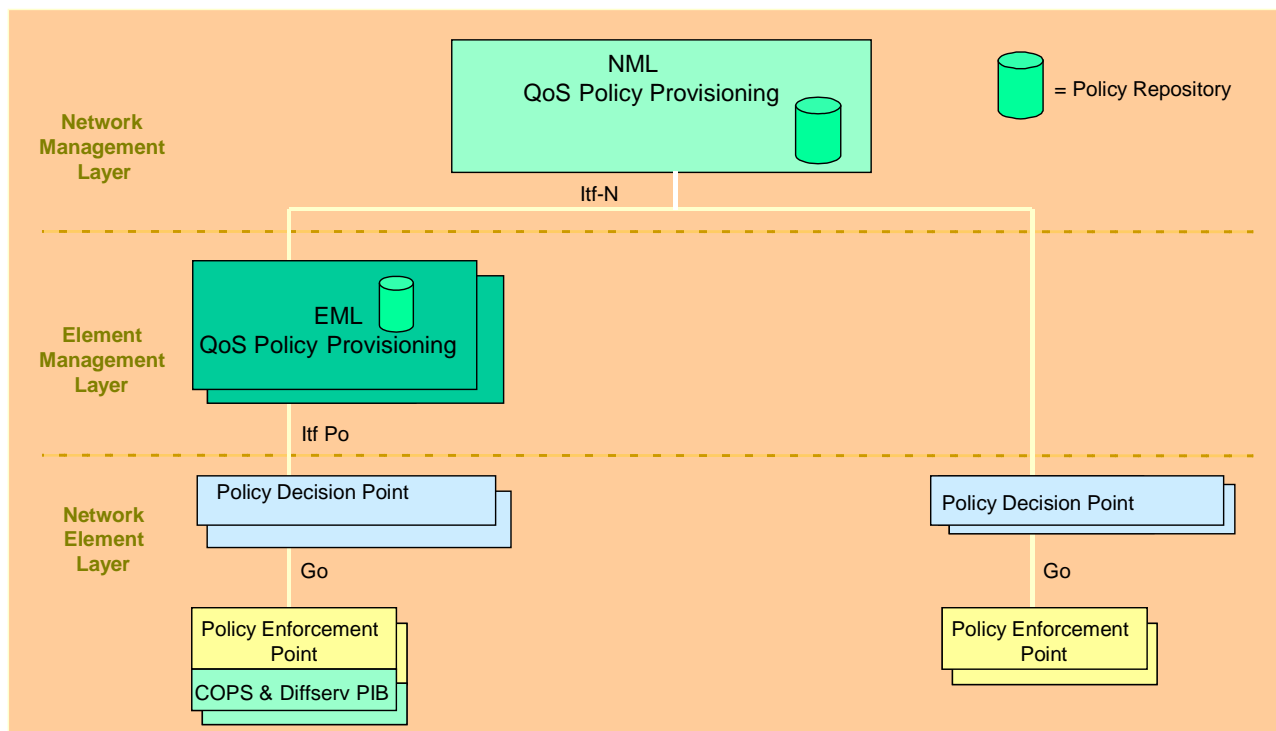 NML
QoS Policy Provisioning
= Policy Repository
Network
Management
Layer
Itf-N
EML
QoS Policy Provisioning
Element
Management
Layer
Itf Po
Policy Decision Point
Policy Decision Point
Network
Element
Layer
Go
Go
Policy Enforcement
Point
COPS & Diffserv PIB
Policy Enforcement
Point